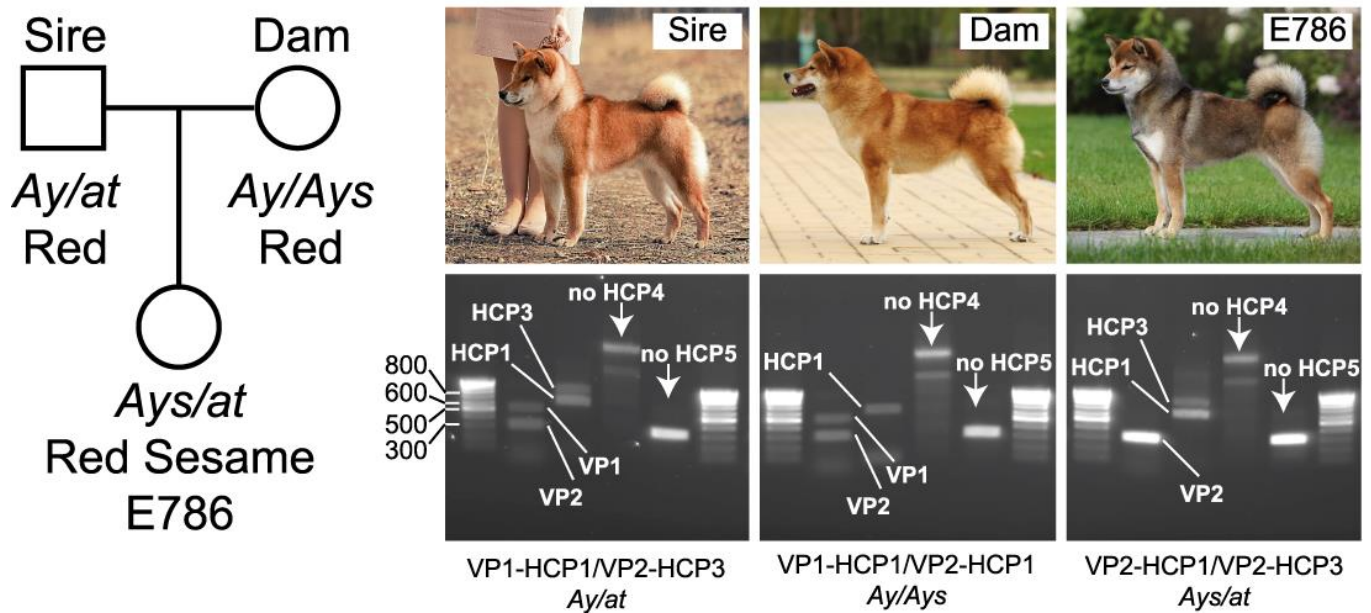 Sire
Dam
Ay/at
Red
Ay/Ays
Red
Ays/at
Red Sesame
E786
Sire
Dam
E786
800
600
500
300
HCP3
HCP1
no HCP4
no HCP5
VP1
VP2
HCP1
no HCP4
no HCP5
VP1
VP2
HCP3
HCP1
no HCP4
no HCP5
VP2
VP1-HCP1/VP2-HCP3
Ay/at
VP1-HCP1/VP2-HCP1
Ay/Ays
VP2-HCP1/VP2-HCP3
Ays/at